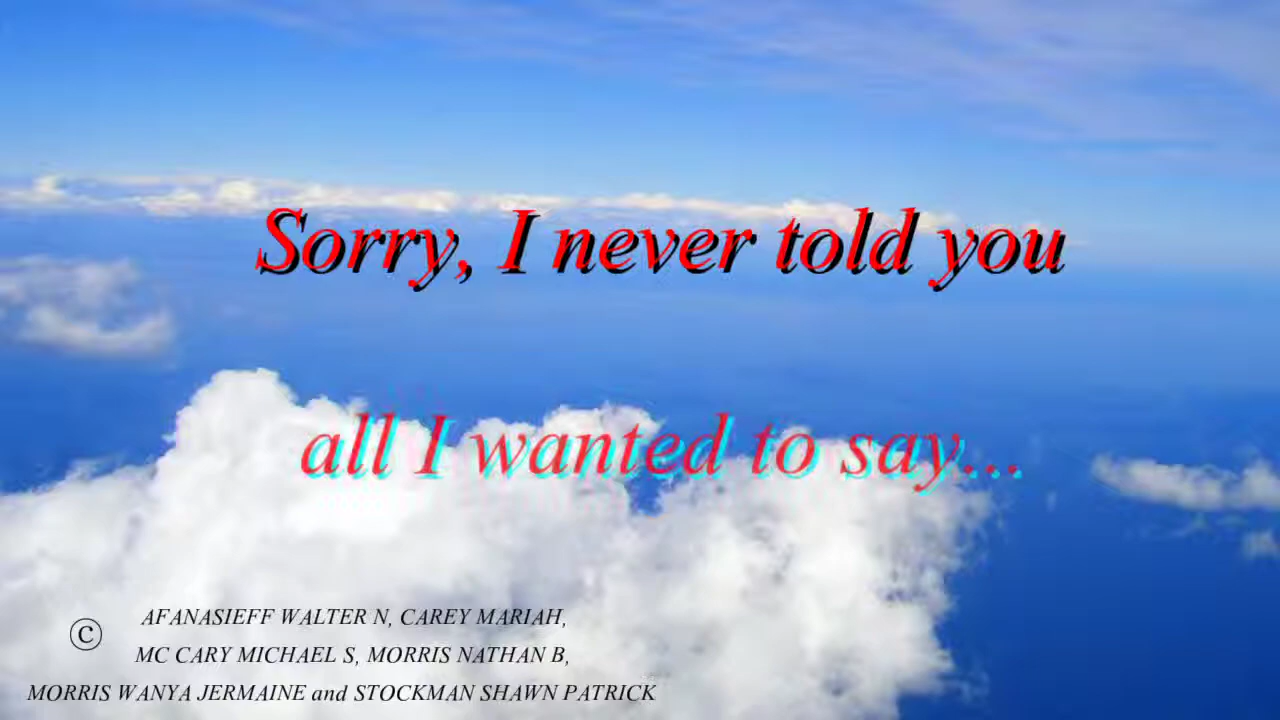 Sorry, I never told you
all I wanted to say...
© AFANASIEFF WALTER N, CAREY MARIAH,
MC CARY MICHAEL S, MORRIS NATHAN B,
MORRIS WANYA JERMAINE and STOCKMAN SHAWN PATRICK